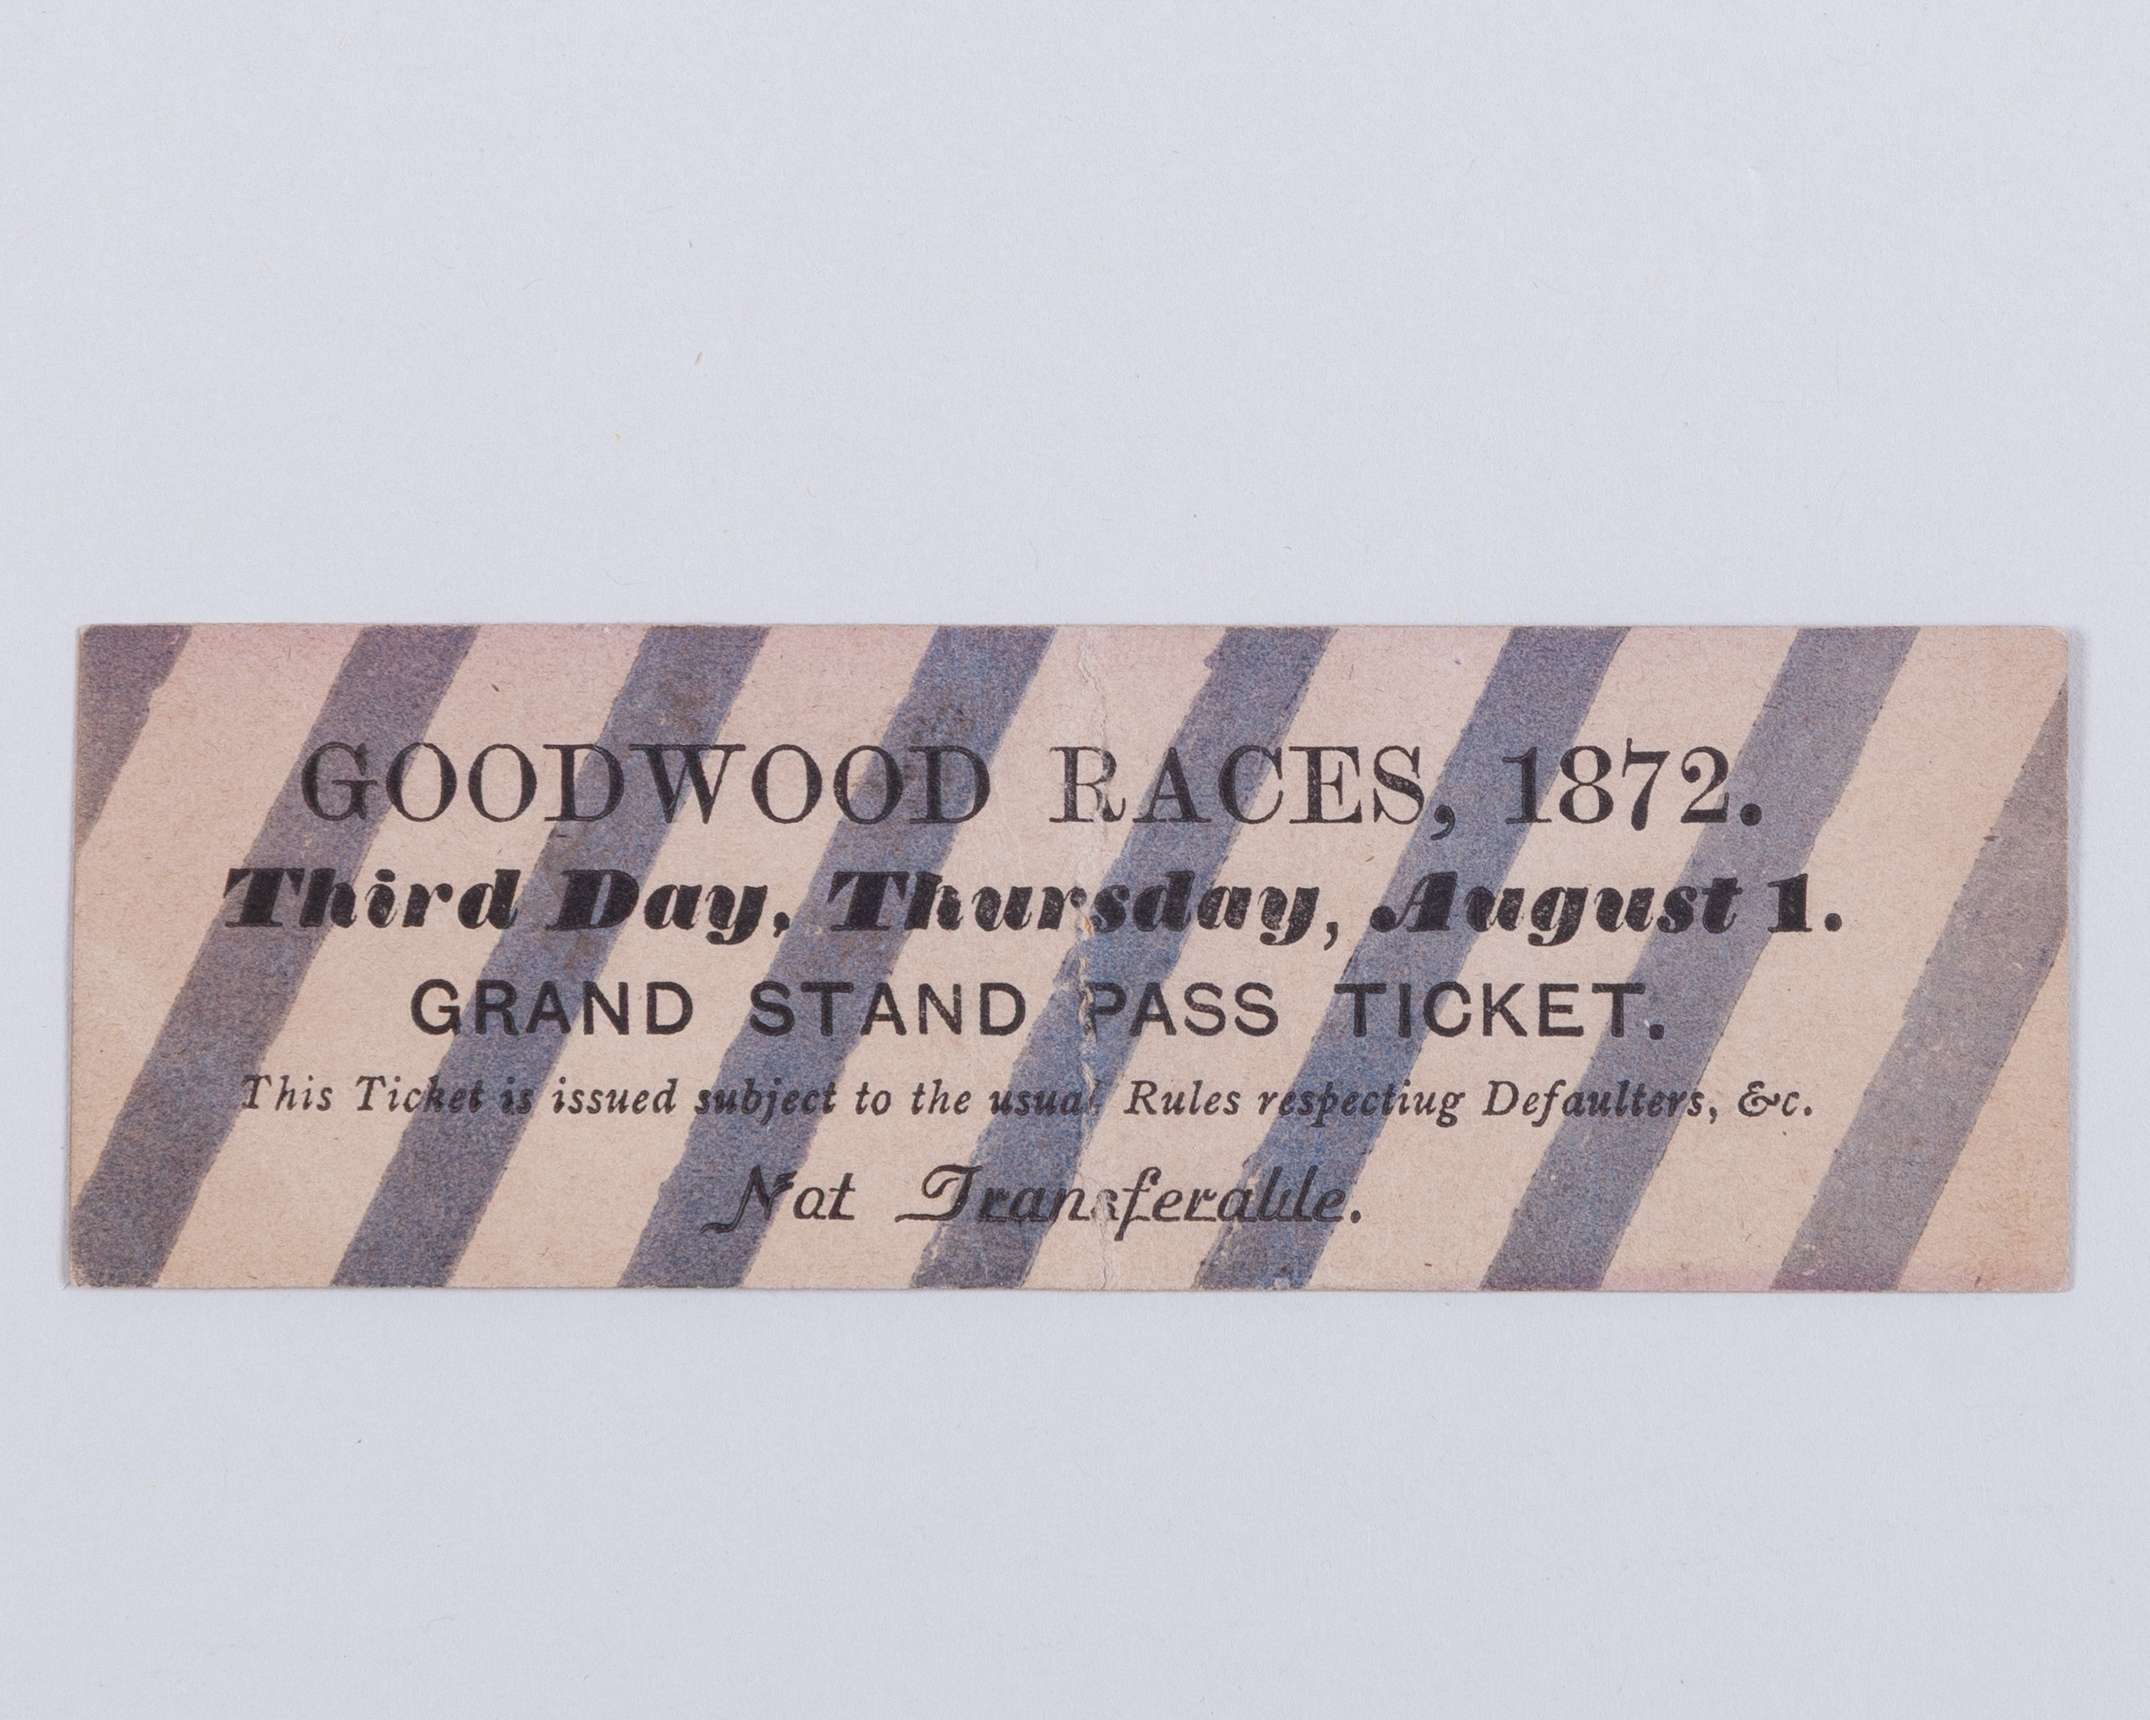 GOODWOOD RACES, 1872.
Third Day, Thursday, August 1.
GRAND STAND PASS TICKET.
This Ticket is issued subject to the usual Rules respectiug Defaulters, &c.
Not Transferable.